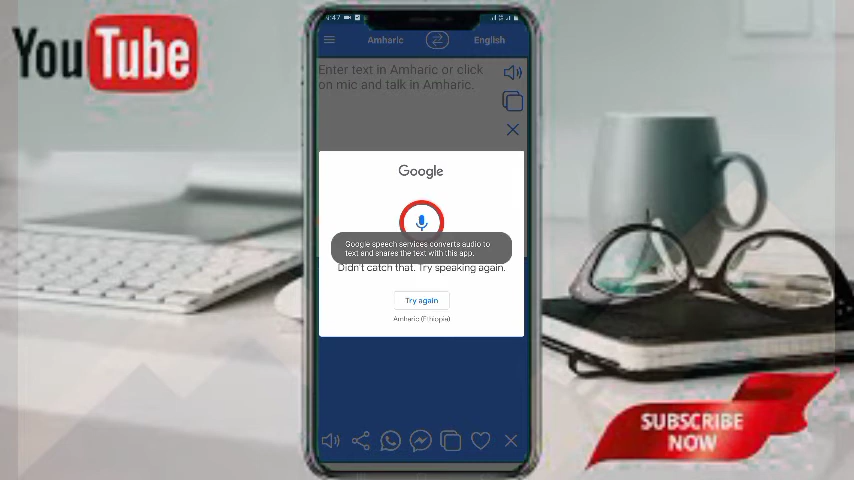 YouTube
9:47
Amharic
English
Enter text in Amharic or click
on mic and talk in Amharic.
Google
Google speech services converts audio to
text and shares the text with this app.
Didn't catch that. Try speaking again.
Try again
Amharic (Ethiopia)
SUBSCRIBE
NOW